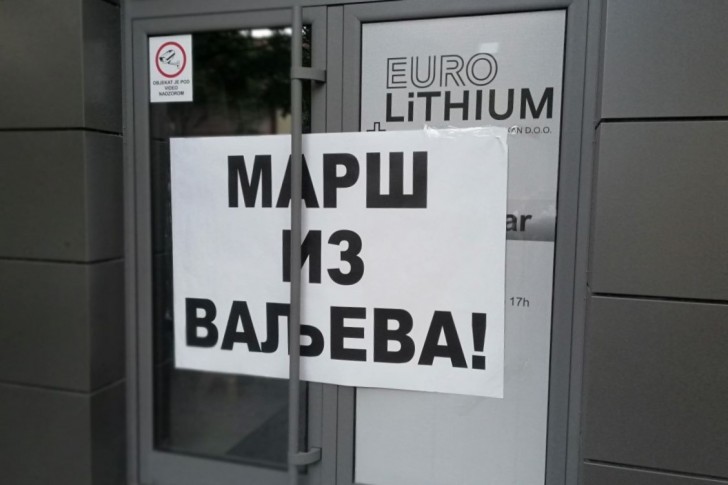 OBJEKAT JE POD
VIDEO
NADZOROM
EURO
LiTHIUM
D.O.O.
МАРШ
ИЗ
ВАЉЕВА!
17h